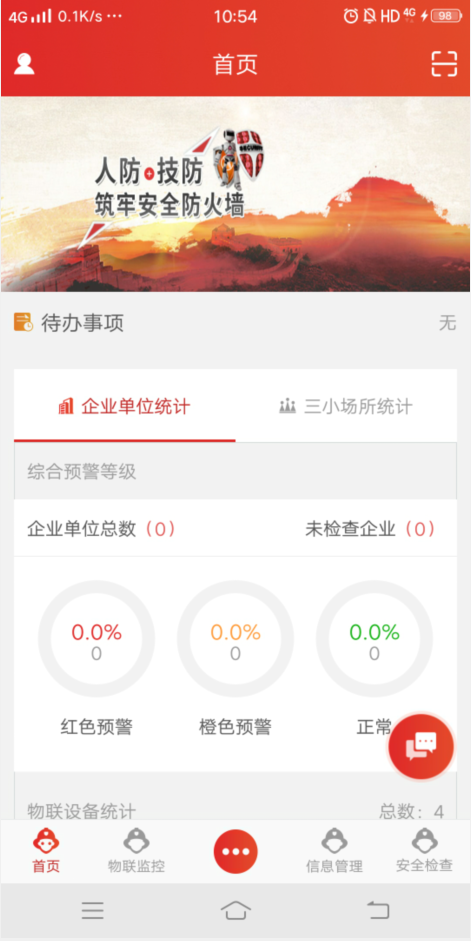 4G 0.1K/s ···
10:54
HD 4G 98
首页
人防+技防
筑牢安全防火墙
待办事项
无
企业单位统计
三小场所统计
综合预警等级
企业单位总数（0）
未检查企业（0）
0.0%
0
0.0%
0
0.0%
0
红色预警
橙色预警
正常
物联设备统计
总数：4
首页
物联监控
信息管理
安全检查